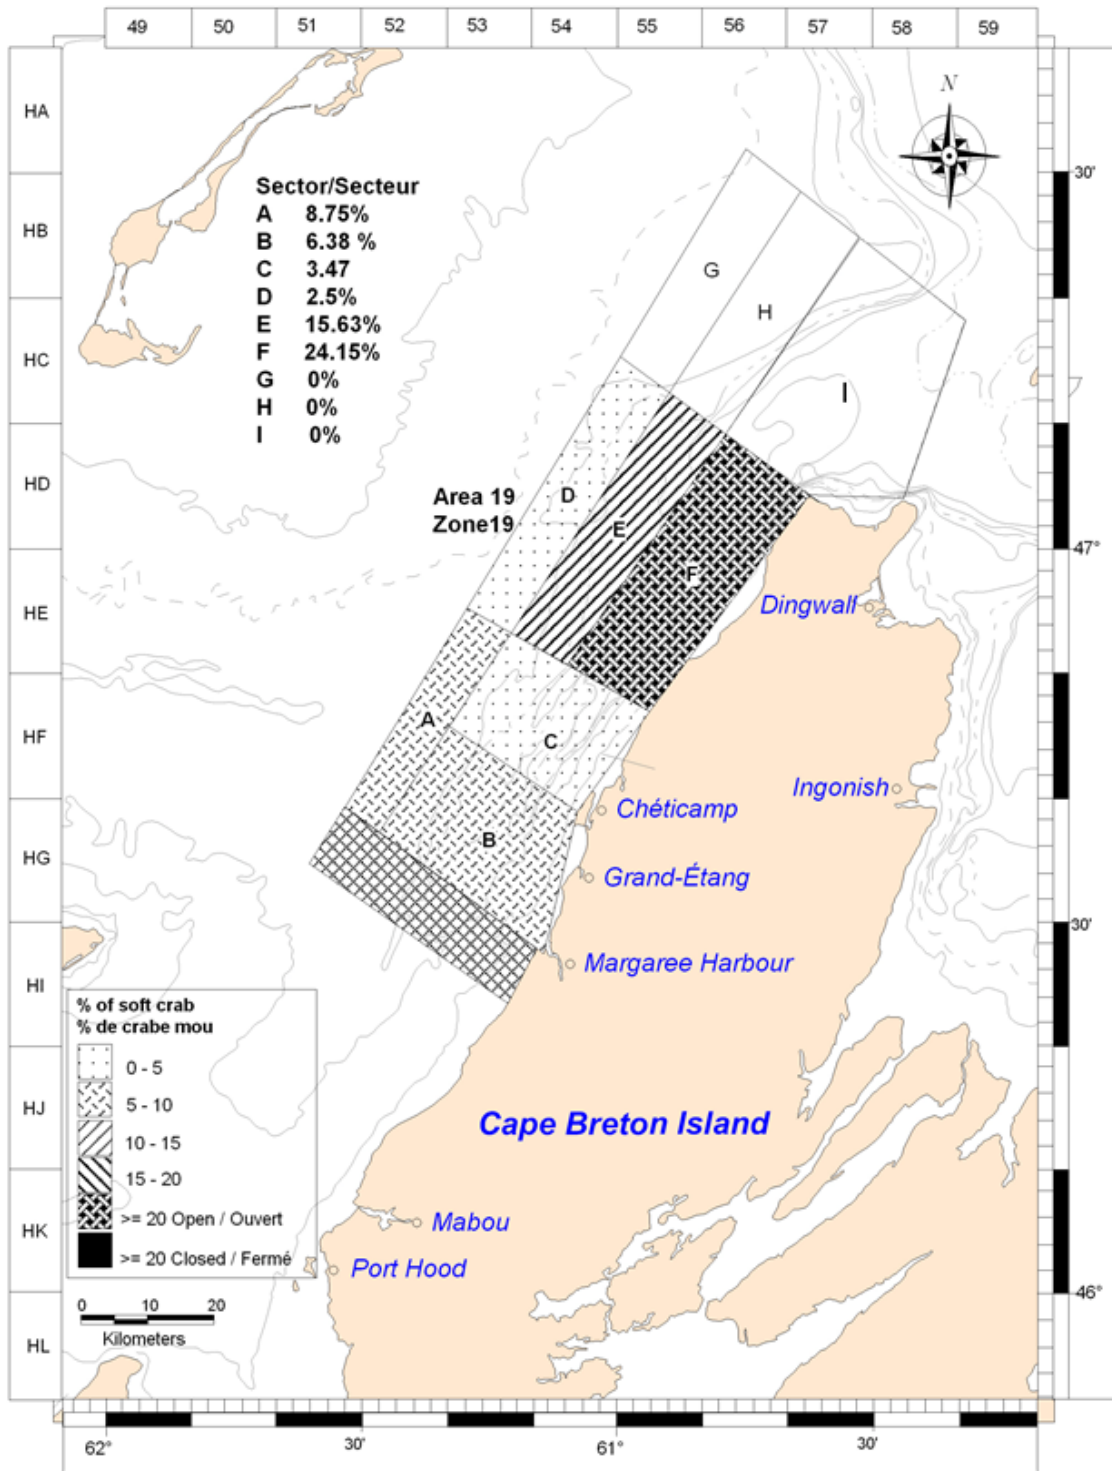 49 50 51 52 53 54 55 56 57 58 59
N
HA
30'
Sector/Secteur
A 8.75%
HB
B 6.38 %
C 3.47
D 2.5%
E 15.63%
F 24.15%
G 0%
H 0%
I 0%
G
H
HC
I
HD
Area 19
Zone19
D
E
47°
F
HE
Dingwall
A
HF
C
Ingonish
Chéticamp
B
HG
Grand-Étang
30'
Margaree Harbour
HI
% of soft crab
% de crabe mou
0 - 5
5 - 10
10 - 15
15 - 20
>= 20 Open / Ouvert
>= 20 Closed / Fermé
HJ
Cape Breton Island
HK
Mabou
Port Hood
46°
0 10 20
Kilometers
HL
62° 30' 61° 30'